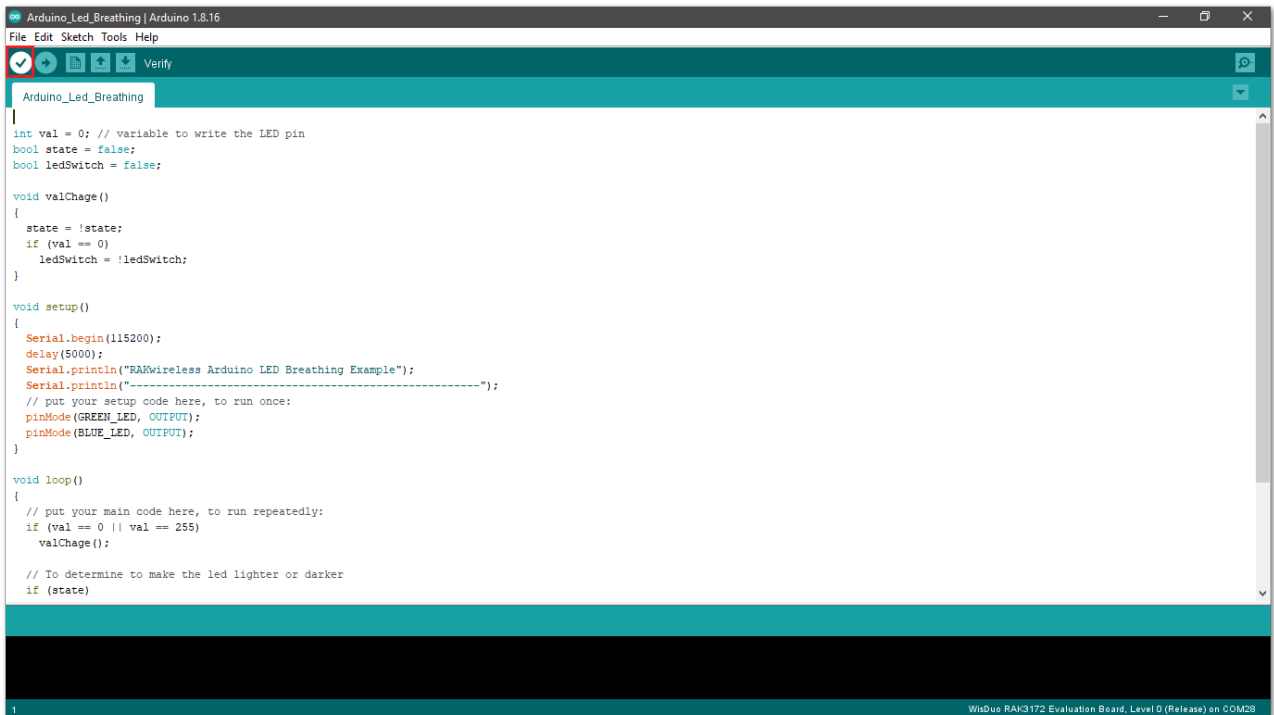 Arduino_Led_Breathing | Arduino 1.8.16
File Edit Sketch Tools Help
Verify
Arduino_Led_Breathing
int val = 0; // variable to write the LED pin
bool state = false;
bool ledSwitch = false;
void valChage()
{
state = !state;
if (val == 0)
ledSwitch = !ledSwitch;
}
void setup()
{
Serial.begin(115200);
delay(5000);
Serial.println("RAKwireless Arduino LED Breathing Example");
Serial.println("------------------------------------------------------");
// put your setup code here, to run once:
pinMode(GREEN_LED, OUTPUT);
pinMode(BLUE_LED, OUTPUT);
}
void loop()
{
// put your main code here, to run repeatedly:
if (val == 0 || val == 255)
valChage();
// To determine to make the led lighter or darker
if (state)
1
WisDuo RAK3172 Evaluation Board, Level 0 (Release) on COM28